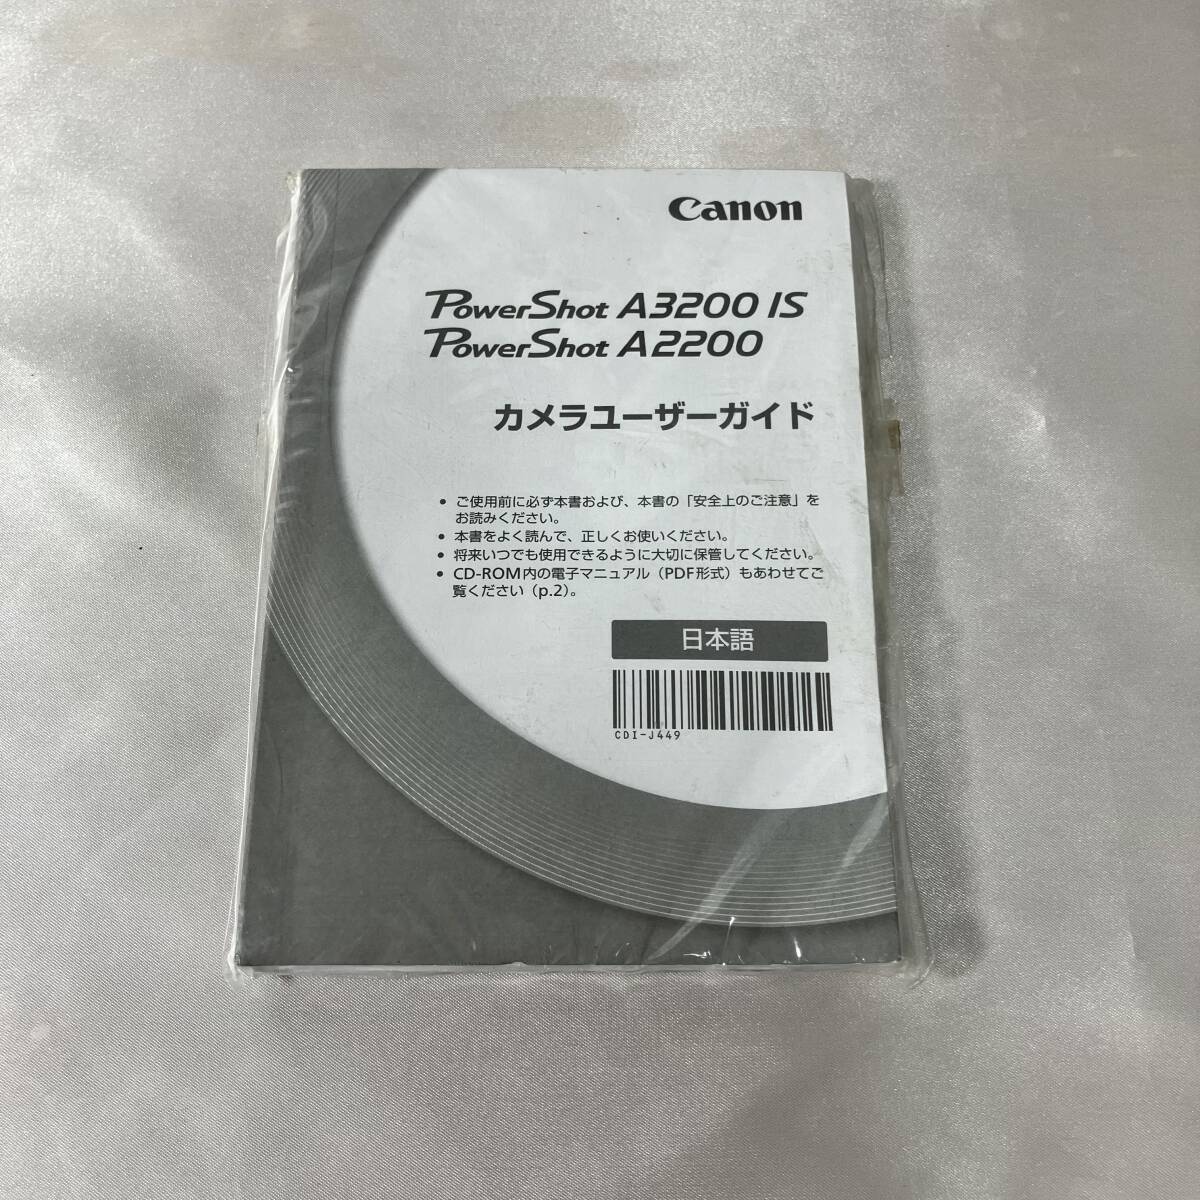 Canon
PowerShot A3200 IS
PowerShot A2200
カメラユーザーガイド
● ご使用前に必ず本書および、本書の「安全上のご注意」を
お読みください。
● 本書をよく読んで、正しくお使いください。
● 将来いつでも使用できるように大切に保管してください。
● CD-ROM内の電子マニュアル（PDF形式）もあわせてご
覧ください（p.2）。
日本語
CDI-J449